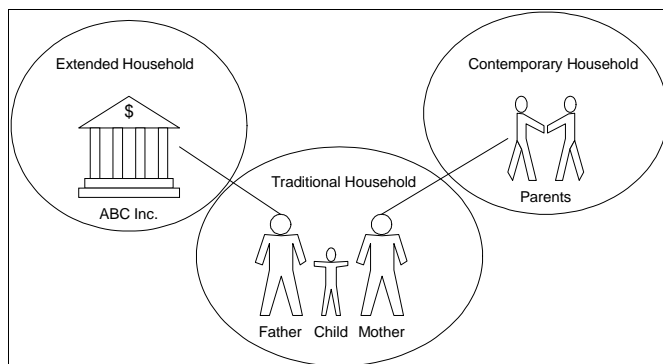 Extended Household
$
ABC Inc.
Contemporary Household
Parents
Traditional Household
Father Child Mother